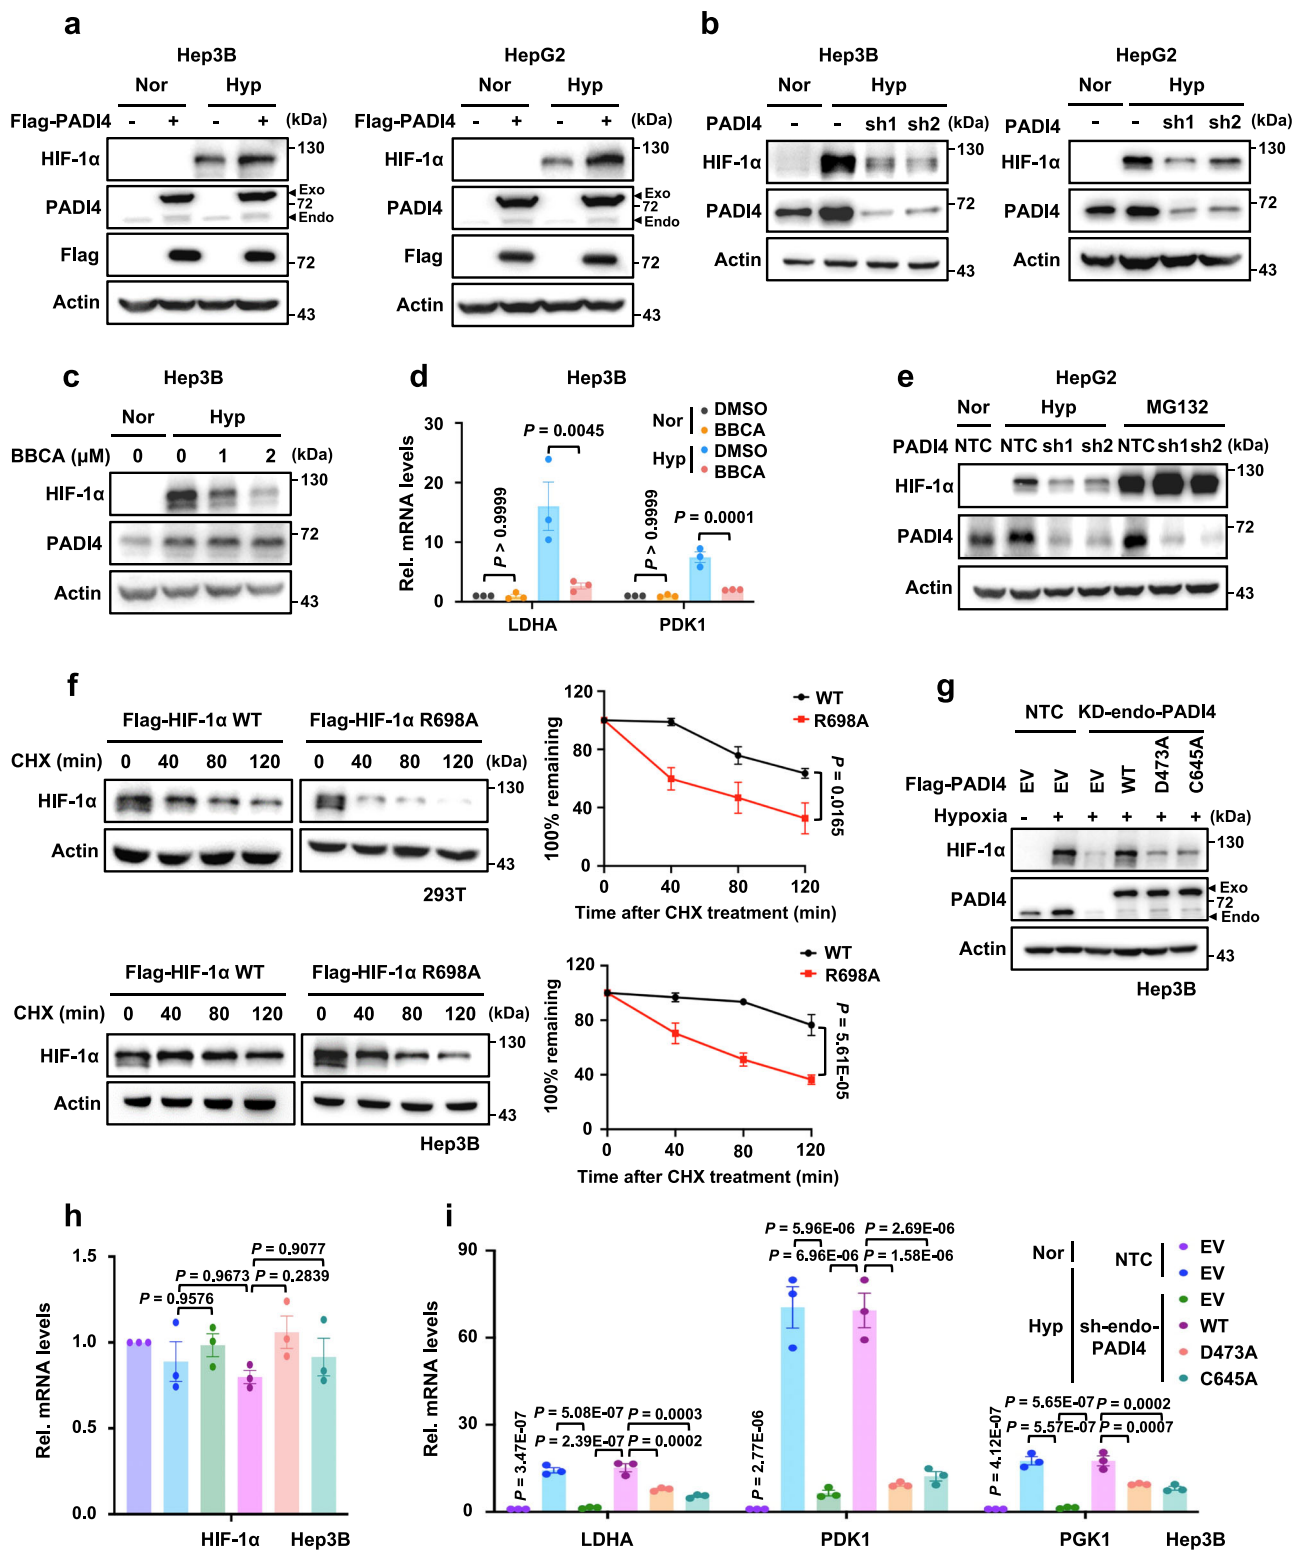 a
Hep3B
HepG2
Nor Hyp
Nor Hyp
Flag-PADI4 - + - + (kDa)
Flag-PADI4 - + - + (kDa)
HIF-1α 130
HIF-1α 130
PADI4 Exo 72 Endo
PADI4 Exo 72 Endo
Flag 72
Flag 72
Actin 43
Actin 43
b
Hep3B
HepG2
Nor Hyp
Nor Hyp
PADI4 - - sh1 sh2 (kDa)
PADI4 - - sh1 sh2 (kDa)
HIF-1α 130
HIF-1α 130
PADI4 72
PADI4 72
Actin 43
Actin 43
c
Hep3B
Nor Hyp
BBCA (μM) 0 0 1 2 (kDa)
HIF-1α 130
PADI4 72
Actin 43
d
Hep3B
Rel. mRNA levels
30
20
10
0
Nor DMSO
BBCA
Hyp DMSO
BBCA
P = 0.0045
P > 0.9999
P > 0.9999
P = 0.0001
LDHA PDK1
e
HepG2
Nor Hyp MG132
PADI4 NTC NTC sh1 sh2 NTC sh1 sh2 (kDa)
HIF-1α 130
PADI4 72
Actin 43
f
Flag-HIF-1α WT Flag-HIF-1α R698A
CHX (min) 0 40 80 120 0 40 80 120 (kDa)
HIF-1α 130
Actin 43
293T
100% remaining
120
80
40
0
WT
R698A
P = 0.0165
0 40 80 120
Time after CHX treatment (min)
Flag-HIF-1α WT Flag-HIF-1α R698A
CHX (min) 0 40 80 120 0 40 80 120 (kDa)
HIF-1α 130
Actin 43
Hep3B
100% remaining
120
80
40
0
WT
R698A
P = 5.61E-05
0 40 80 120
Time after CHX treatment (min)
g
NTC KD-endo-PADI4
Flag-PADI4 EV EV EV WT D473A C645A
Hypoxia - + + + + + (kDa)
HIF-1α 130
PADI4 Exo 72 Endo
Actin 43
Hep3B
h
Rel. mRNA levels
1.5
1.0
0.5
0.0
P = 0.9077
P = 0.9673 P = 0.2839
P = 0.9576
HIF-1α Hep3B
i
Rel. mRNA levels
90
60
30
0
P = 3.47E-07
P = 5.08E-07 P = 0.0003
P = 2.39E-07 P = 0.0002
P = 2.77E-06
P = 5.96E-06 P = 2.69E-06
P = 6.96E-06 P = 1.58E-06
P = 4.12E-07
P = 5.65E-07 P = 0.0002
P = 5.57E-07 P = 0.0007
LDHA PDK1 PGK1 Hep3B
Nor NTC EV
EV
Hyp sh-endo-PADI4 EV
WT
D473A
C645A